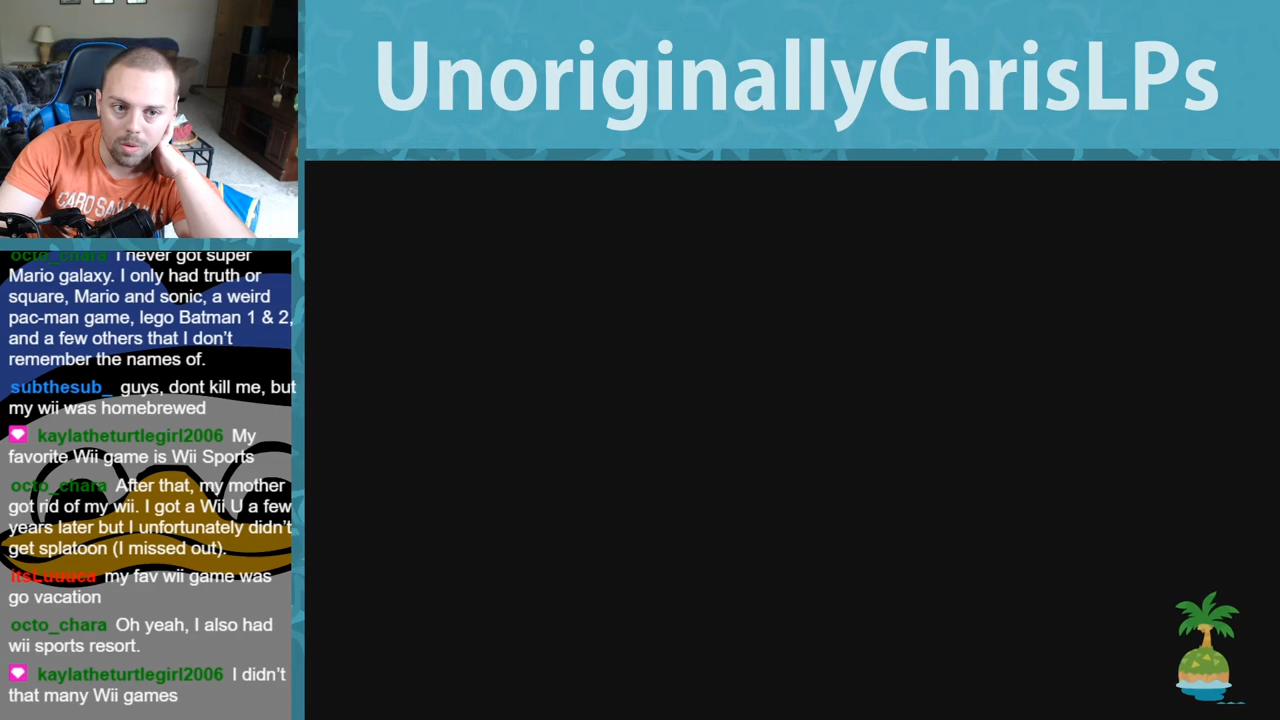 UnoriginallyChrisLPs
CABO SA
octo_chara I never got super
Mario galaxy. I only had truth or
square, Mario and sonic, a weird
pac-man game, lego Batman 1 & 2,
and a few others that I don't
remember the names of.
subthesub_ guys, dont kill me, but
my wii was homebrewed
kaylatheturtlegirl2006 My
favorite Wii game is Wii Sports
octo_chara After that, my mother
got rid of my wii. I got a Wii U a few
years later but I unfortunately didn't
get splatoon (I missed out).
itsLuuuca my fav wii game was
go vacation
octo_chara Oh yeah, I also had
wii sports resort.
kaylatheturtlegirl2006 I didn't
that many Wii games